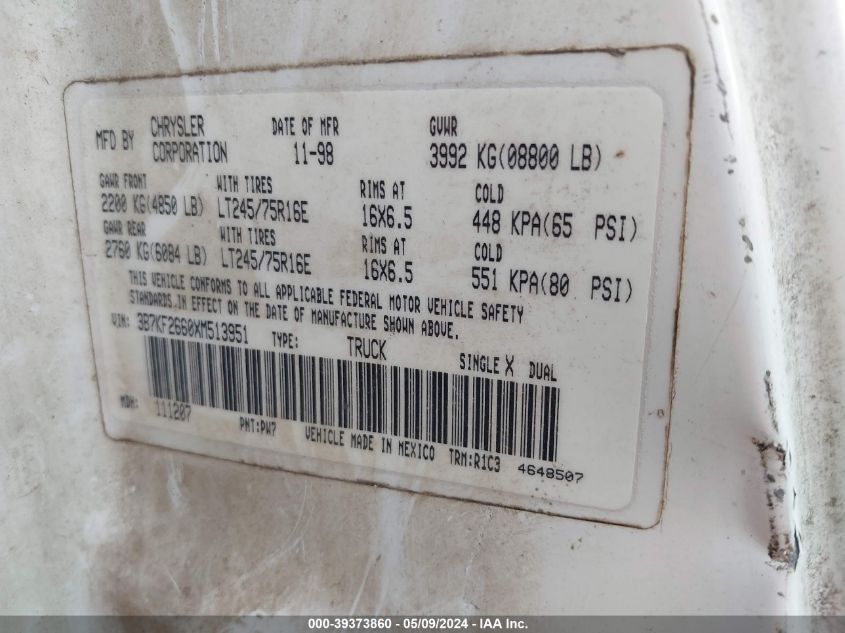 MFD BY CHRYSLER CORPORATION DATE OF MFR 11-98 GVWR 3992 KG(08800 LB)
GAWR FRONT WITH TIRES RIMS AT COLD
2200 KG(4850 LB) LT245/75R16E 16X6.5 448 KPA(65 PSI)
GAWR REAR WITH TIRES RIMS AT COLD
2760 KG(6084 LB) LT245/75R16E 16X6.5 551 KPA(80 PSI)
THIS VEHICLE CONFORMS TO ALL APPLICABLE FEDERAL MOTOR VEHICLE SAFETY
STANDARDS.IN EFFECT ON THE DATE OF MANUFACTURE SHOWN ABOVE.
VIN: 3B7KF2660XM513951 TYPE: TRUCK SINGLE X DUAL
MDH: 111207 PNT:PW7 VEHICLE MADE IN MEXICO TRM:R1C3 4648507
000-39373860 - 05/09/2024 - IAA Inc.